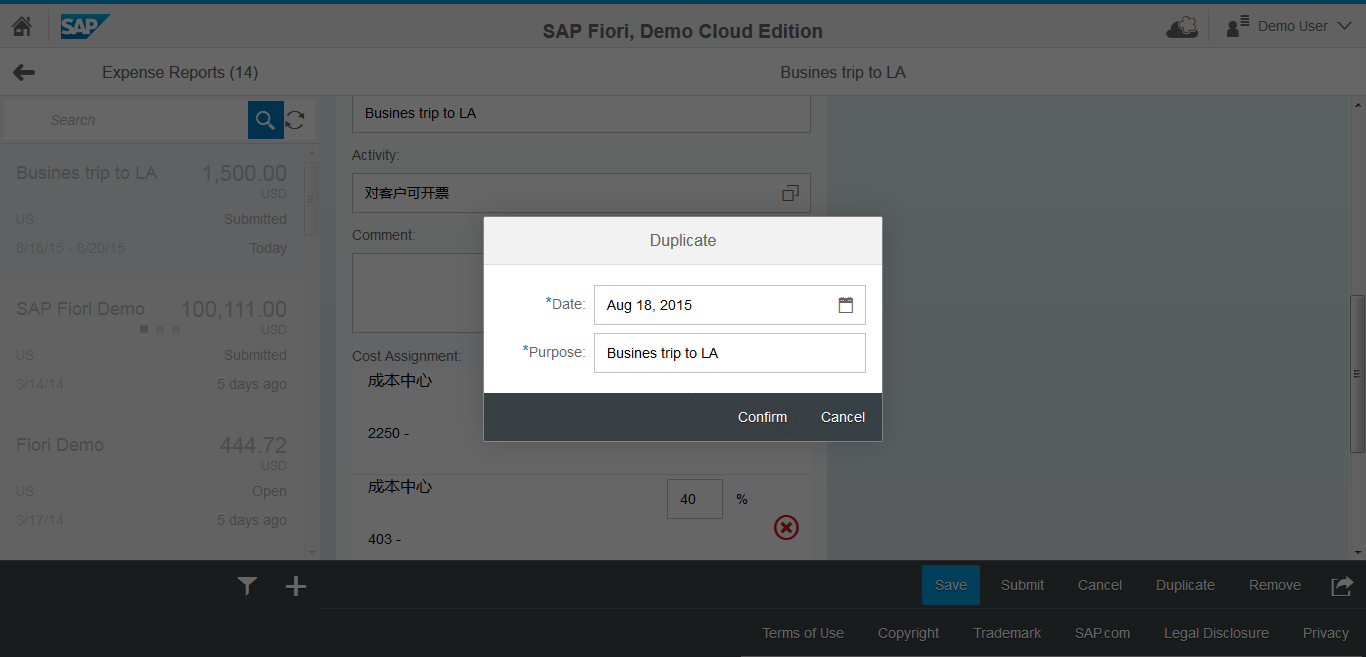 SAP
SAP Fiori, Demo Cloud Edition
Demo User
Expense Reports (14)
Busines trip to LA
Search
Busines trip to LA 1,500.00
USD
US Submitted
8/18/15 - 8/20/15 Today
SAP Fiori Demo 100,111.00
USD
US Submitted
3/14/14 5 days ago
Fiori Demo 444.72
USD
US Open
3/17/14 5 days ago
Busines trip to LA
Activity:
对客户可开票
Comment:
Cost Assignment:
成本中心
2250 -
成本中心
40 %
403 -
Duplicate
*Date: Aug 18, 2015
*Purpose: Busines trip to LA
Confirm Cancel
Save Submit Cancel Duplicate Remove
Terms of Use Copyright Trademark SAP.com Legal Disclosure Privacy